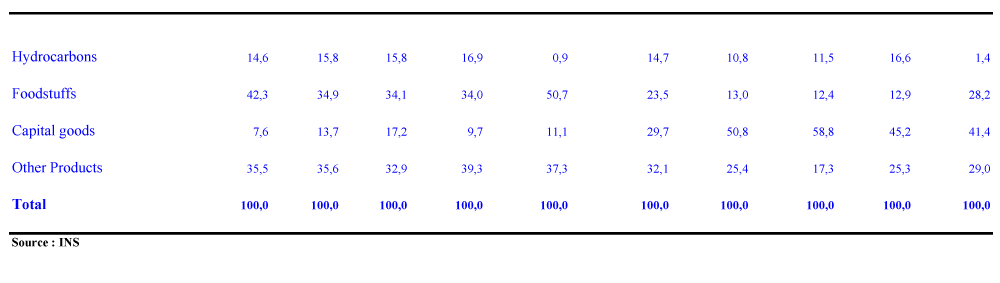 Hydrocarbons 14,6 15,8 15,8 16,9 0,9 14,7 10,8 11,5 16,6 1,4
Foodstuffs 42,3 34,9 34,1 34,0 50,7 23,5 13,0 12,4 12,9 28,2
Capital goods 7,6 13,7 17,2 9,7 11,1 29,7 50,8 58,8 45,2 41,4
Other Products 35,5 35,6 32,9 39,3 37,3 32,1 25,4 17,3 25,3 29,0
Total 100,0 100,0 100,0 100,0 100,0 100,0 100,0 100,0 100,0 100,0
Source : INS